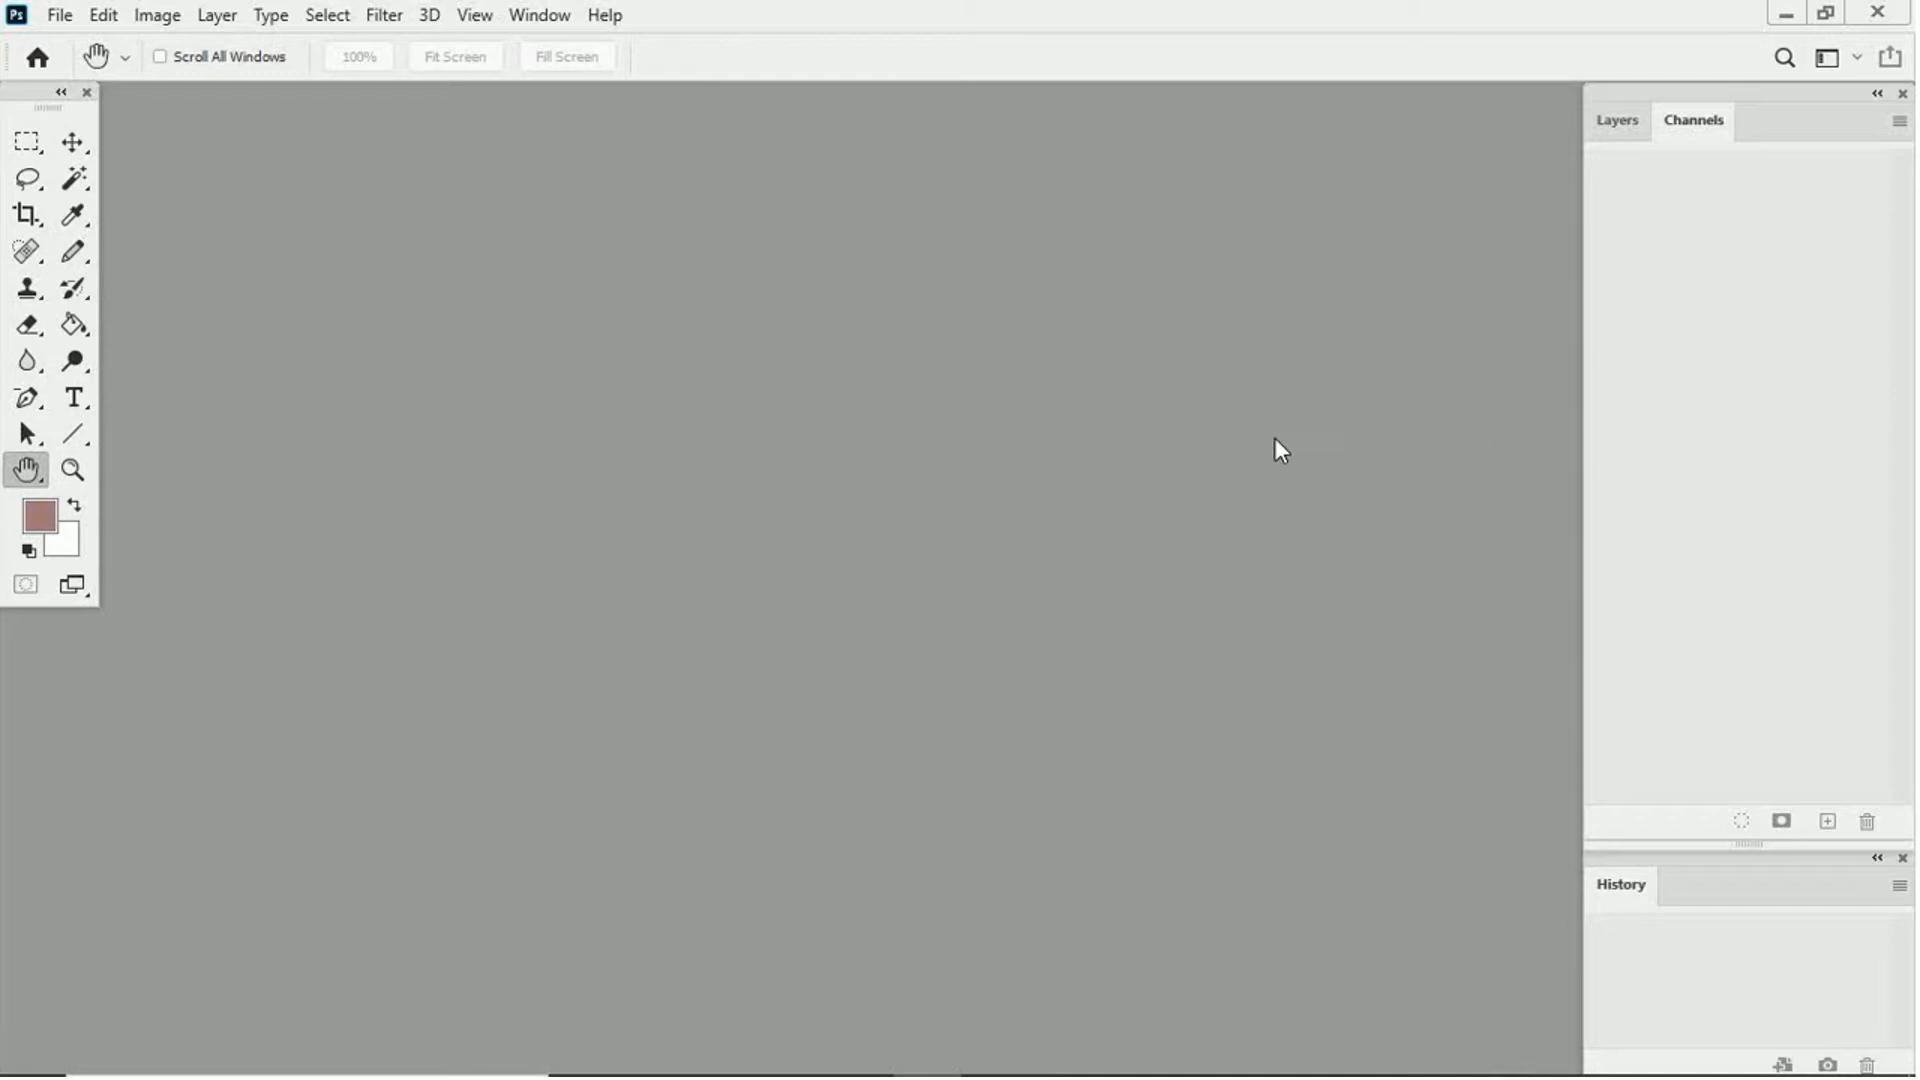 Ps File Edit Image Layer Type Select Filter 3D View Window Help
Scroll All Windows 100% Fit Screen Fill Screen
Layers Channels
T
History